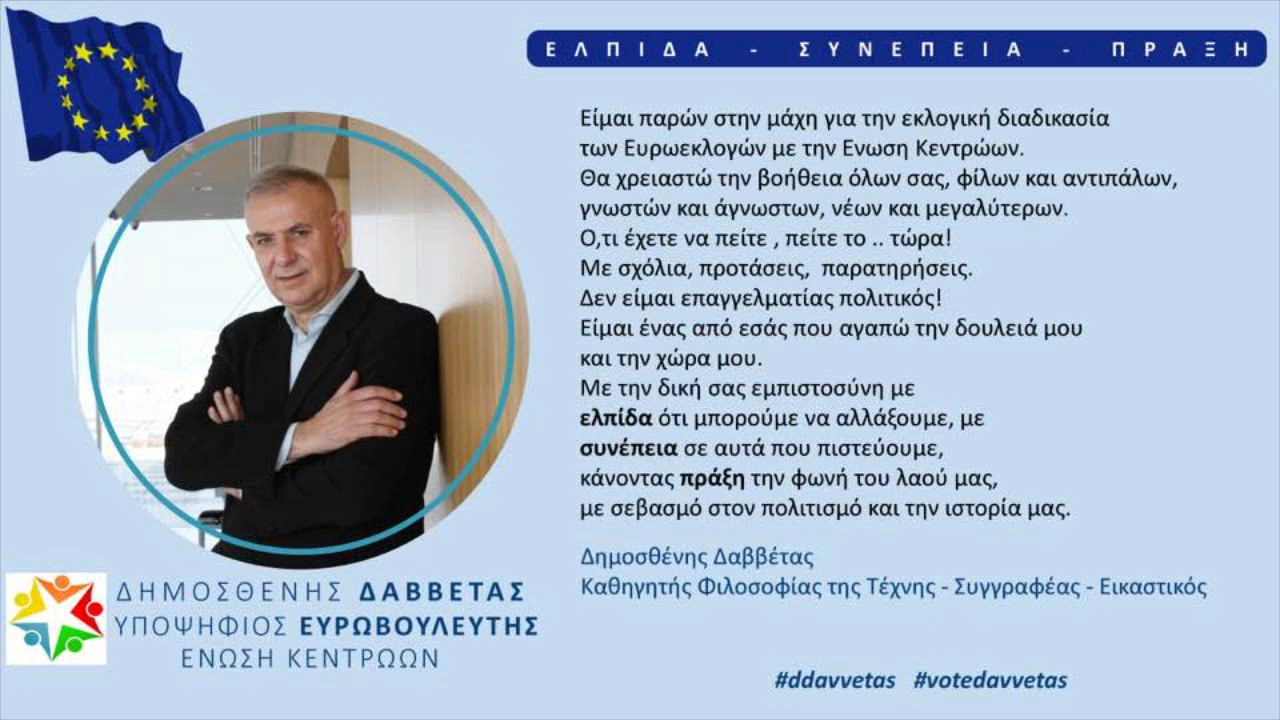 ΕΛΠΙΔΑ - ΣΥΝΕΠΕΙΑ - ΠΡΑΞΗ
Είμαι παρών στην μάχη για την εκλογική διαδικασία
των Ευρωεκλογών με την Ενωση Κεντρώων.
Θα χρειαστώ την βοήθεια όλων σας, φίλων και αντιπάλων,
γνωστών και άγνωστων, νέων και μεγαλύτερων.
Ο,τι έχετε να πείτε , πείτε το .. τώρα!
Με σχόλια, προτάσεις, παρατηρήσεις.
Δεν είμαι επαγγελματίας πολιτικός!
Είμαι ένας από εσάς που αγαπώ την δουλειά μου
και την χώρα μου.
Με την δική σας εμπιστοσύνη με
ελπίδα ότι μπορούμε να αλλάξουμε, με
συνέπεια σε αυτά που πιστεύουμε,
κάνοντας πράξη την φωνή του λαού μας,
με σεβασμό στον πολιτισμό και την ιστορία μας.
Δημοσθένης Δαββέτας
Καθηγητής Φιλοσοφίας της Τέχνης - Συγγραφέας - Εικαστικός
ΔΗΜΟΣΘΕΝΗΣ ΔΑΒΒΕΤΑΣ
ΥΠΟΨΗΦΙΟΣ ΕΥΡΩΒΟΥΛΕΥΤΗΣ
ΕΝΩΣΗ ΚΕΝΤΡΩΩΝ
#ddavvetas #votedavvetas